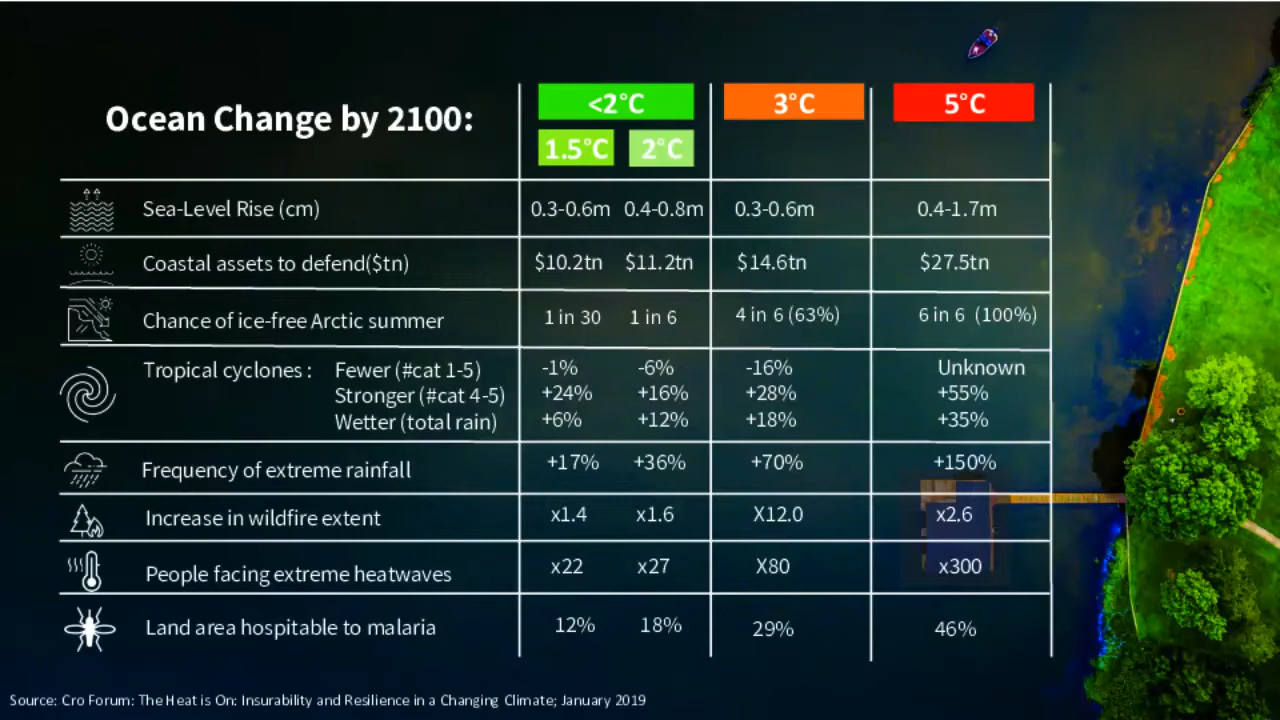 Ocean Change by 2100:
<2°C 3°C 5°C
1.5°C 2°C
Sea-Level Rise (cm) 0.3-0.6m 0.4-0.8m 0.3-0.6m 0.4-1.7m
Coastal assets to defend($tn) $10.2tn $11.2tn $14.6tn $27.5tn
Chance of ice-free Arctic summer 1 in 30 1 in 6 4 in 6 (63%) 6 in 6 (100%)
Tropical cyclones : Fewer (#cat 1-5) -1% -6% -16% Unknown
Stronger (#cat 4-5) +24% +16% +28% +55%
Wetter (total rain) +6% +12% +18% +35%
Frequency of extreme rainfall +17% +36% +70% +150%
Increase in wildfire extent x1.4 x1.6 X12.0 x2.6
People facing extreme heatwaves x22 x27 X80 x300
Land area hospitable to malaria 12% 18% 29% 46%
Source: Cro Forum: The Heat is On: Insurability and Resilience in a Changing Climate; January 2019